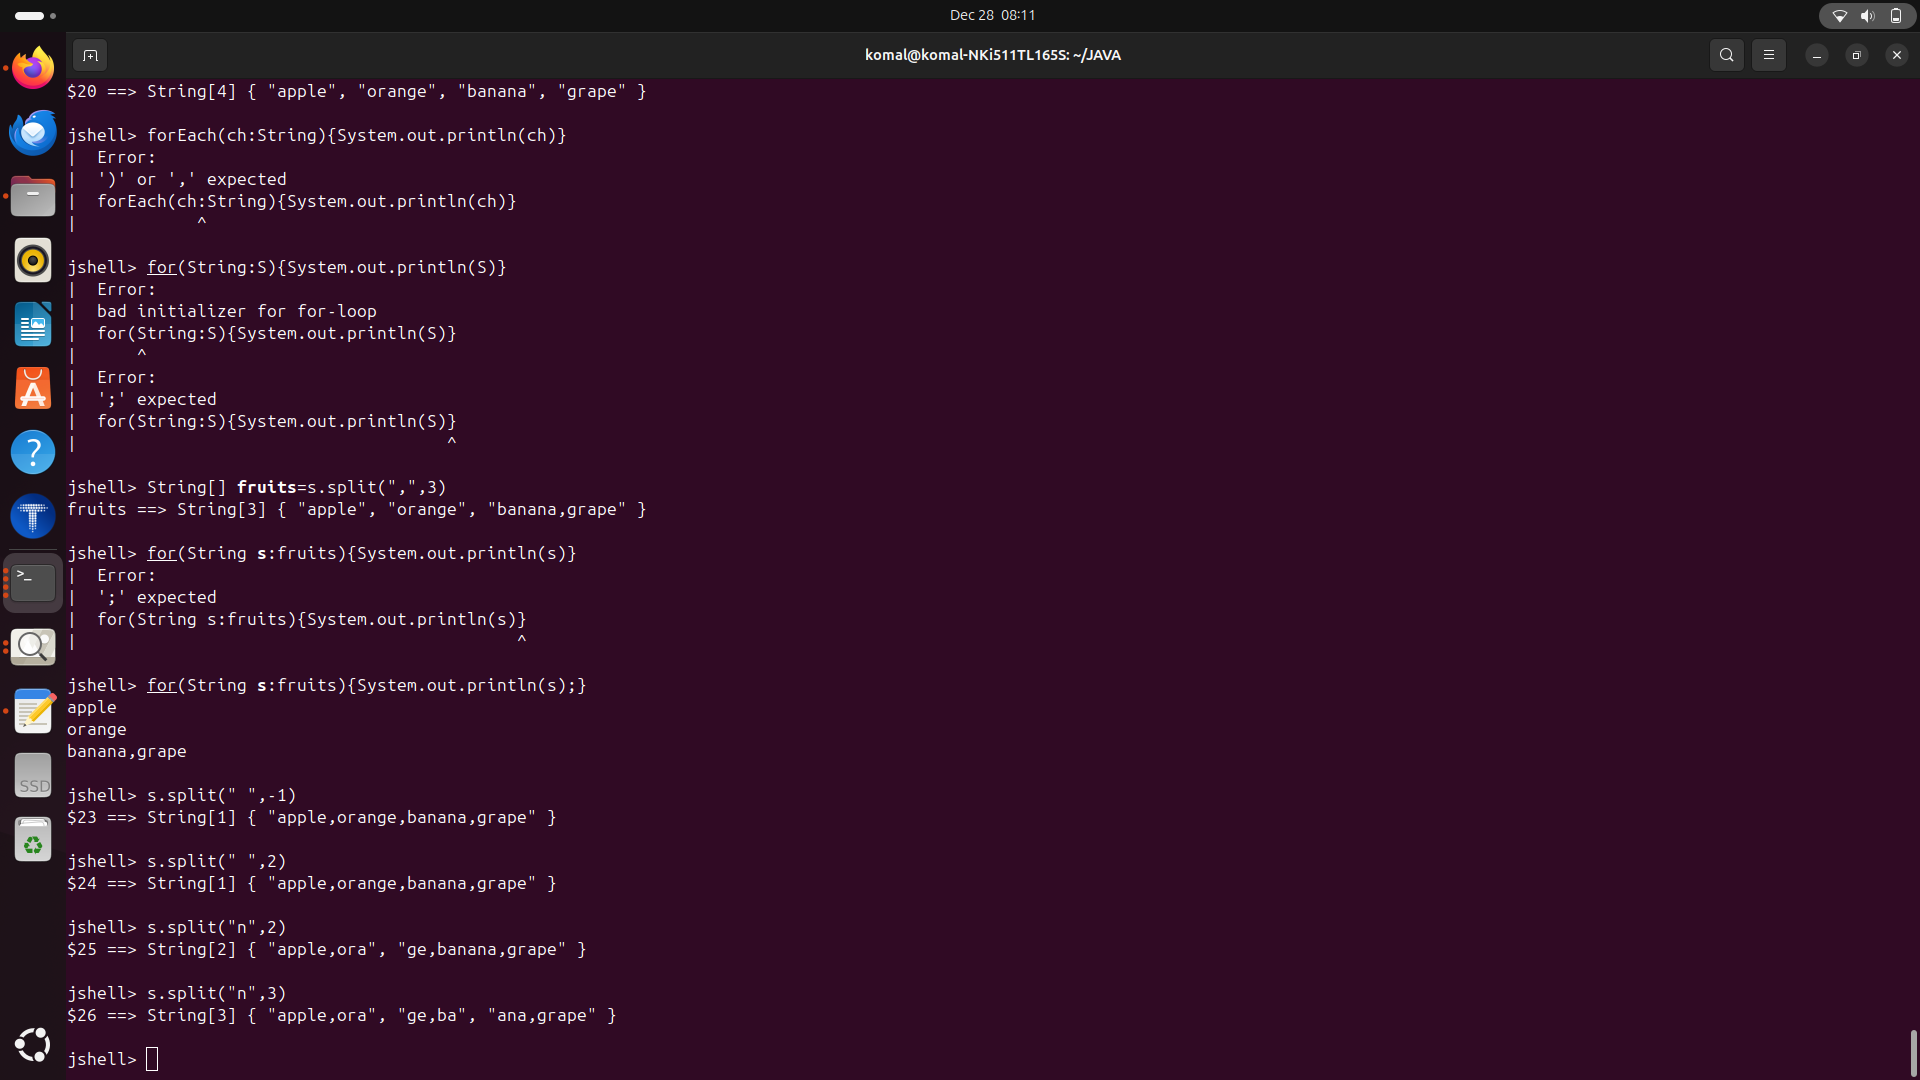 Dec 28 08:11
komal@komal-NKi511TL165S: ~/JAVA
$20 ==> String[4] { "apple", "orange", "banana", "grape" }
jshell> forEach(ch:String){System.out.println(ch)}
|  Error:
|  ')' or ',' expected
|  forEach(ch:String){System.out.println(ch)}
|            ^
jshell> for(String:S){System.out.println(S)}
|  Error:
|  bad initializer for for-loop
|  for(String:S){System.out.println(S)}
|      ^
|  Error:
|  ';' expected
|  for(String:S){System.out.println(S)}
|                                     ^
jshell> String[] fruits=s.split(",",3)
fruits ==> String[3] { "apple", "orange", "banana,grape" }
jshell> for(String s:fruits){System.out.println(s)}
|  Error:
|  ';' expected
|  for(String s:fruits){System.out.println(s)}
|                                            ^
jshell> for(String s:fruits){System.out.println(s);}
apple
orange
banana,grape
jshell> s.split(" ",-1)
$23 ==> String[1] { "apple,orange,banana,grape" }
jshell> s.split(" ",2)
$24 ==> String[1] { "apple,orange,banana,grape" }
jshell> s.split("n",2)
$25 ==> String[2] { "apple,ora", "ge,banana,grape" }
jshell> s.split("n",3)
$26 ==> String[3] { "apple,ora", "ge,ba", "ana,grape" }
jshell>
SSD